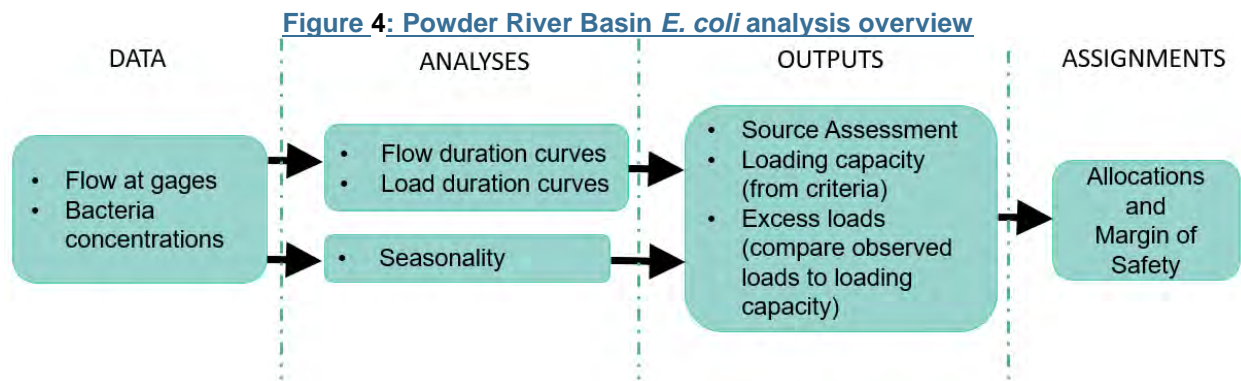 Figure 4: Powder River Basin E. coli analysis overview
DATA
ANALYSES
OUTPUTS
ASSIGNMENTS
• Flow at gages
• Bacteria
concentrations
• Flow duration curves
• Load duration curves
• Seasonality
• Source Assessment
• Loading capacity
(from criteria)
• Excess loads
(compare observed
loads to loading
capacity)
Allocations
and
Margin of
Safety